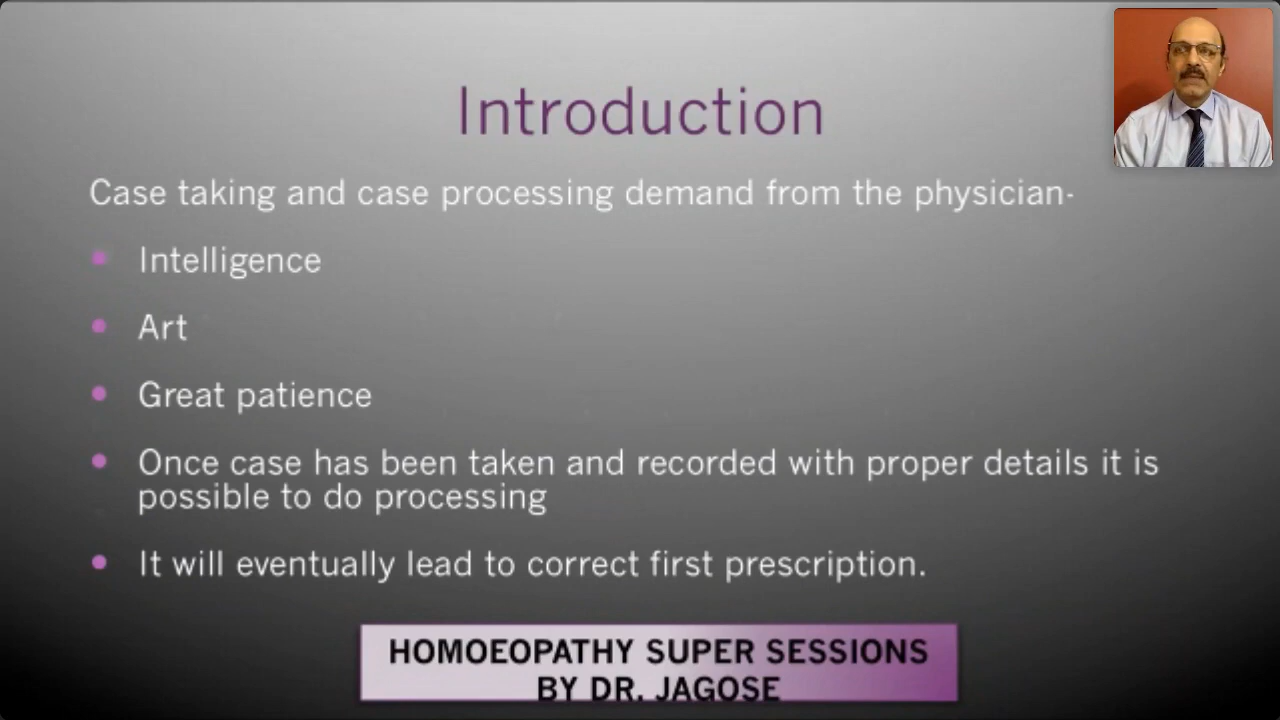 Introduction
Case taking and case processing demand from the physician-
• Intelligence
• Art
• Great patience
• Once case has been taken and recorded with proper details it is
possible to do processing
• It will eventually lead to correct first prescription.
HOMOEOPATHY SUPER SESSIONS
BY DR. JAGOSE